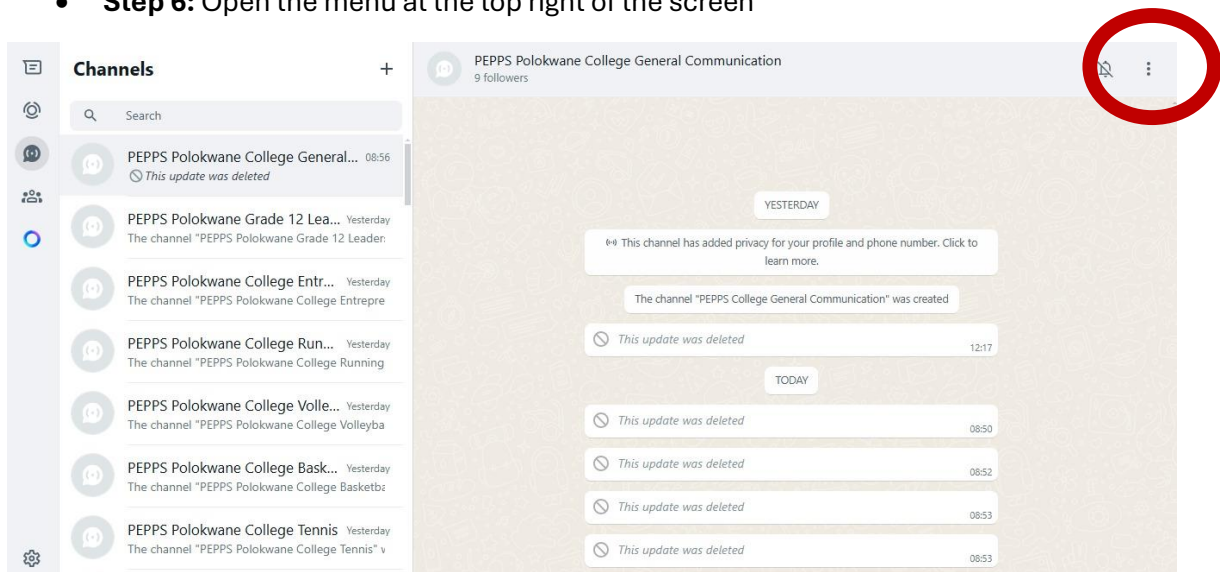 • Step 6: Open the menu at the top right of the screen
Channels
Search
PEPPS Polokwane College General... 08:56
This update was deleted
PEPPS Polokwane Grade 12 Lea... Yesterday
The channel "PEPPS Polokwane Grade 12 Leader:
PEPPS Polokwane College Entr... Yesterday
The channel "PEPPS Polokwane College Entrepre
PEPPS Polokwane College Run... Yesterday
The channel "PEPPS Polokwane College Running
PEPPS Polokwane College Volle... Yesterday
The channel "PEPPS Polokwane College Volleyba
PEPPS Polokwane College Bask... Yesterday
The channel "PEPPS Polokwane College Basketba
PEPPS Polokwane College Tennis Yesterday
The channel "PEPPS Polokwane College Tennis" v
PEPPS Polokwane College General Communication
9 followers
YESTERDAY
This channel has added privacy for your profile and phone number. Click to
learn more.
The channel "PEPPS College General Communication" was created
This update was deleted 12:17
TODAY
This update was deleted 08:50
This update was deleted 08:52
This update was deleted 08:53
This update was deleted 08:53